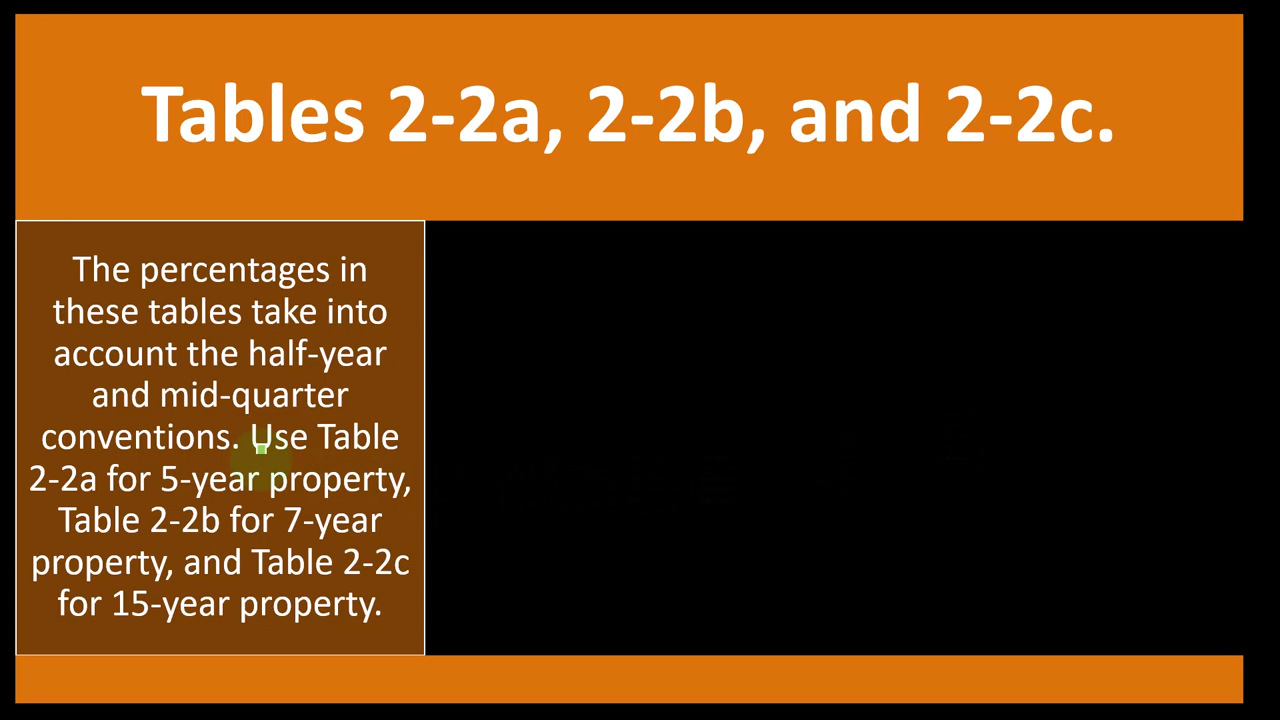 Tables 2-2a, 2-2b, and 2-2c.
The percentages in
these tables take into
account the half-year
and mid-quarter
conventions. Use Table
2-2a for 5-year property,
Table 2-2b for 7-year
property, and Table 2-2c
for 15-year property.